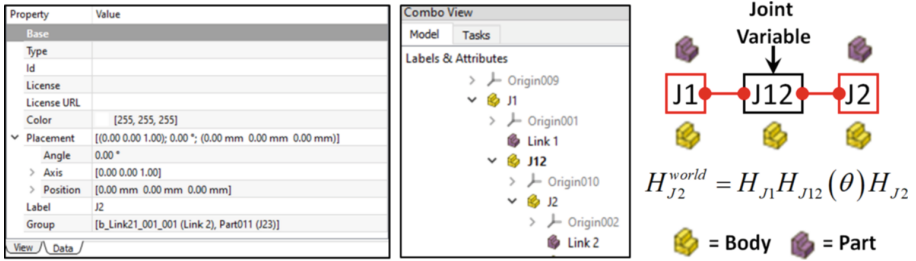 Property Value
Base
Type
Id
License
License URL
Color [255, 255, 255]
Placement [(0.00 0.00 1.00); 0.00 °; (0.00 mm 0.00 mm 0.00 mm)]
Angle 0.00 °
Axis [0.00 0.00 1.00]
Position [0.00 mm 0.00 mm 0.00 mm]
Label J2
Group [b_Link21_001_001 (Link 2), Part011 (J23)]
View Data
Combo View
Model Tasks
Labels & Attributes
Origin009
J1
Origin001
Link 1
J12
Origin010
J2
Origin002
Link 2
Joint
Variable
J1 J12 J2
H_{J2}^{world} = H_{J1}H_{J12}(θ)H_{J2}
= Body = Part